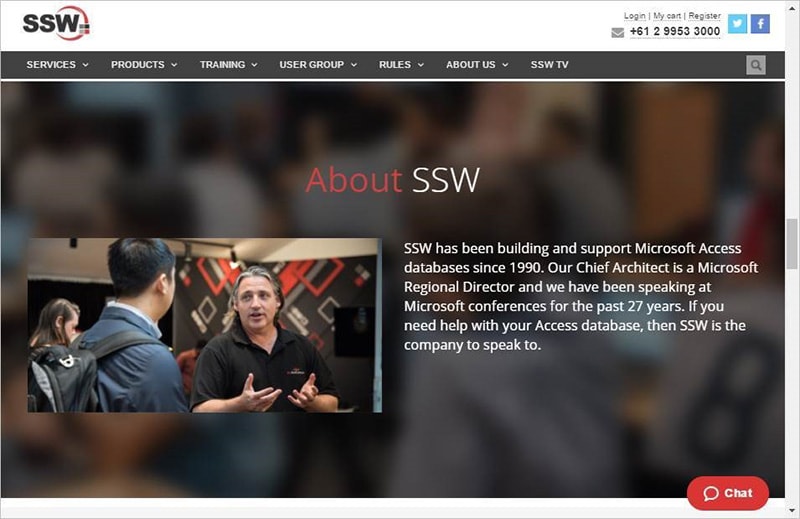 SSW
Login | My cart | Register
+61 2 9953 3000
SERVICES PRODUCTS TRAINING USER GROUP RULES ABOUT US SSW TV
About SSW
SSW has been building and support Microsoft Access
databases since 1990. Our Chief Architect is a Microsoft
Regional Director and we have been speaking at
Microsoft conferences for the past 27 years. If you
need help with your Access database, then SSW is the
company to speak to.
Chat